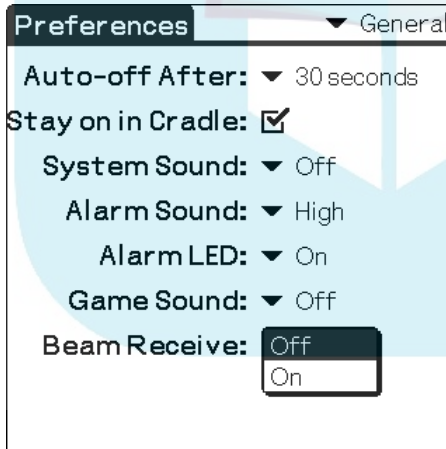 Preferences General
Auto-off After: 30 seconds
Stay on in Cradle:
System Sound: Off
Alarm Sound: High
Alarm LED: On
Game Sound: Off
Beam Receive: Off
On